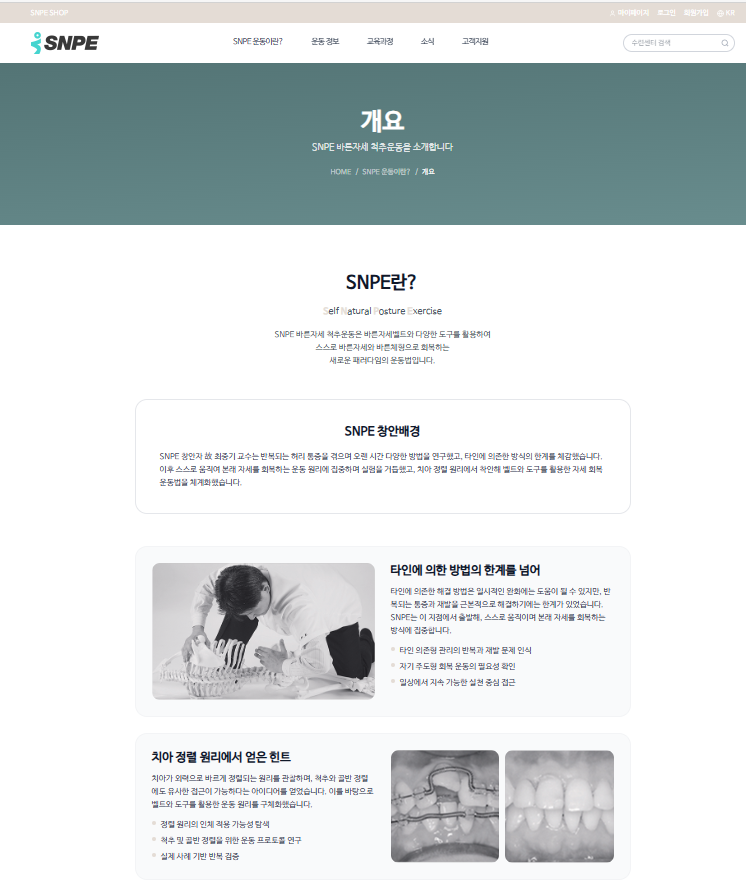 SNPE SHOP
마이페이지 로그인 회원가입 KR
SNPE
SNPE 운동이란? 운동 정보 교육과정 소식 고객지원
수련센터 검색
개요
SNPE 바른자세 척추운동을 소개합니다
HOME / SNPE 운동이란? / 개요
SNPE란?
Self Natural Posture Exercise
SNPE 바른자세 척추운동은 바른자세벨트와 다양한 도구를 활용하여
스스로 바른자세와 바른체형으로 회복하는
새로운 패러다임의 운동법입니다.
SNPE 창안배경
SNPE 창안자 故 최중기 교수는 반복되는 허리 통증을 겪으며 오랜 시간 다양한 방법을 연구했고, 타인에 의존한 방식의 한계를 체감했습니다.
이후 스스로 움직여 본래 자세를 회복하는 운동 원리에 집중하며 실험을 거듭했고, 치아 정렬 원리에서 착안해 벨트와 도구를 활용한 자세 회복
운동법을 체계화했습니다.
타인에 의한 방법의 한계를 넘어
타인에 의존한 해결 방법은 일시적인 완화에는 도움이 될 수 있지만, 반
복되는 통증과 재발을 근본적으로 해결하기에는 한계가 있었습니다.
SNPE는 이 지점에서 출발해, 스스로 움직이며 본래 자세를 회복하는
방식에 집중합니다.
타인 의존형 관리의 반복과 재발 문제 인식
자기 주도형 회복 운동의 필요성 확인
일상에서 지속 가능한 실천 중심 접근
치아 정렬 원리에서 얻은 힌트
치아가 외력으로 바르게 정렬되는 원리를 관찰하며, 척추와 골반 정렬
에도 유사한 접근이 가능하다는 아이디어를 얻었습니다. 이를 바탕으로
벨트와 도구를 활용한 운동 원리를 구체화했습니다.
정렬 원리의 인체 적용 가능성 탐색
척추 및 골반 정렬을 위한 운동 프로토콜 연구
실제 사례 기반 반복 검증